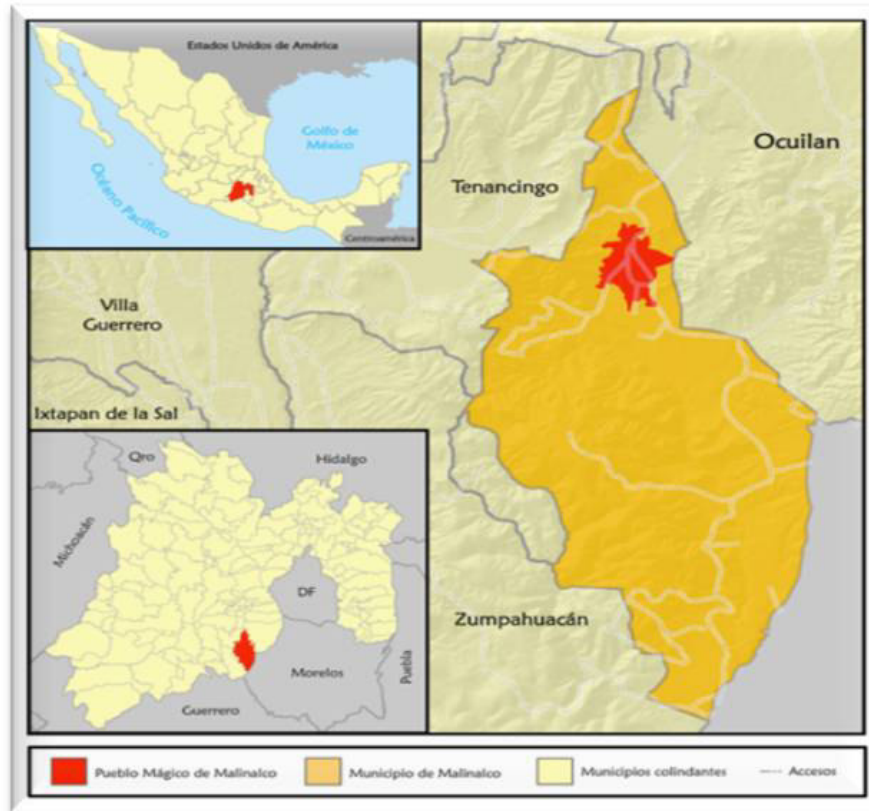 Estados Unidos de América
Golfo de
México
Océano Pacífico
Centroamérica
Ocuilan
Tenancingo
Villa
Guerrero
Ixtapan de la Sal
Zumpahuacán
Qro
Hidalgo
Michoacán
DF
Morelos
Puebla
Guerrero
Pueblo Mágico de Malinalco
Municipio de Malinalco
Municipios colindantes
Accesos